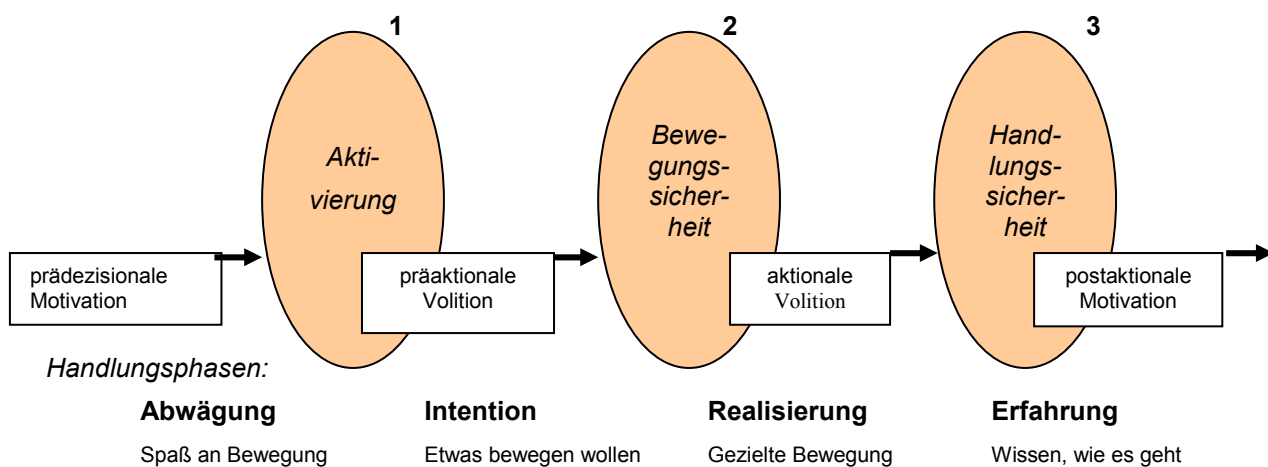 1
2
3
Akti-
vierung
Bewe-
gungs-
sicher-
heit
Hand-
lungs-
sicher-
heit
prädezisionale
Motivation
präaktionale
Volition
aktionale
Volition
postaktionale
Motivation
Handlungsphasen:
Abwägung
Intention
Realisierung
Erfahrung
Spaß an Bewegung
Etwas bewegen wollen
Gezielte Bewegung
Wissen, wie es geht